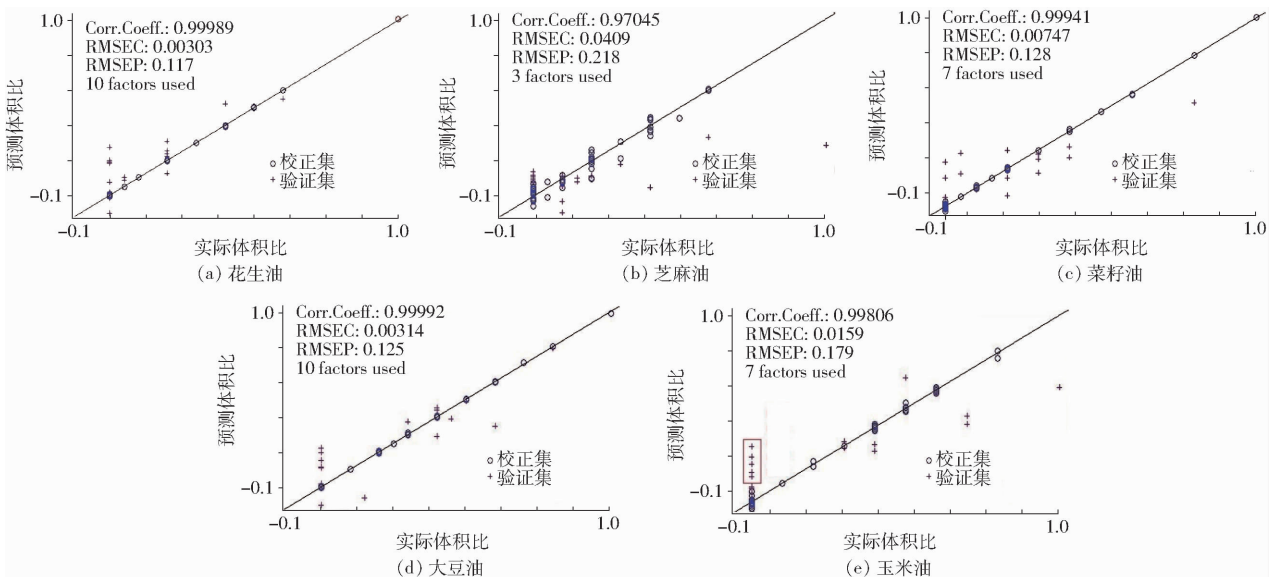 1.0
Corr.Coeff.: 0.99989
RMSEC: 0.00303
RMSEP: 0.117
10 factors used
预测体积比
校正集
验证集
-0.1
-0.1
1.0
实际体积比
(a) 花生油
1.0
Corr.Coeff.: 0.97045
RMSEC: 0.0409
RMSEP: 0.218
3 factors used
预测体积比
校正集
验证集
-0.1
-0.1
1.0
实际体积比
(b) 芝麻油
1.0
Corr.Coeff.: 0.99941
RMSEC: 0.00747
RMSEP: 0.128
7 factors used
预测体积比
校正集
验证集
-0.1
-0.1
1.0
实际体积比
(c) 菜籽油
1.0
Corr.Coeff.: 0.99992
RMSEC: 0.00314
RMSEP: 0.125
10 factors used
预测体积比
校正集
验证集
-0.1
-0.1
1.0
实际体积比
(d) 大豆油
1.0
Corr.Coeff.: 0.99806
RMSEC: 0.0159
RMSEP: 0.179
7 factors used
预测体积比
校正集
验证集
-0.1
-0.1
1.0
实际体积比
(e) 玉米油